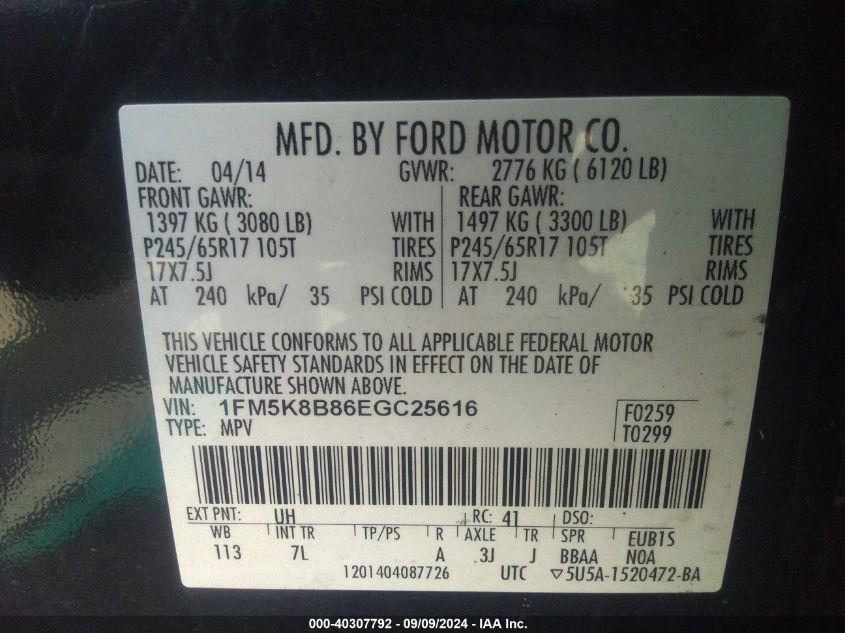 MFD. BY FORD MOTOR CO.
DATE: 04/14 GVWR: 2776 KG ( 6120 LB)
FRONT GAWR: REAR GAWR:
1397 KG ( 3080 LB) WITH 1497 KG ( 3300 LB) WITH
P245/65R17 105T TIRES P245/65R17 105T TIRES
17X7.5J RIMS 17X7.5J RIMS
AT 240 kPa/ 35 PSI COLD AT 240 kPa/ 35 PSI COLD
THIS VEHICLE CONFORMS TO ALL APPLICABLE FEDERAL MOTOR
VEHICLE SAFETY STANDARDS IN EFFECT ON THE DATE OF
MANUFACTURE SHOWN ABOVE.
VIN: 1FM5K8B86EGC25616 F0259
TYPE: MPV T0299
EXT PNT: UH RC: 41 DSO:
WB INT TR TP/PS R AXLE TR SPR EUB1S
113 7L A .3J J BBAA NOA
1201404087726 UTC ▽5U5A-1520472-BA
000-40307792 - 09/09/2024 - IAA Inc.